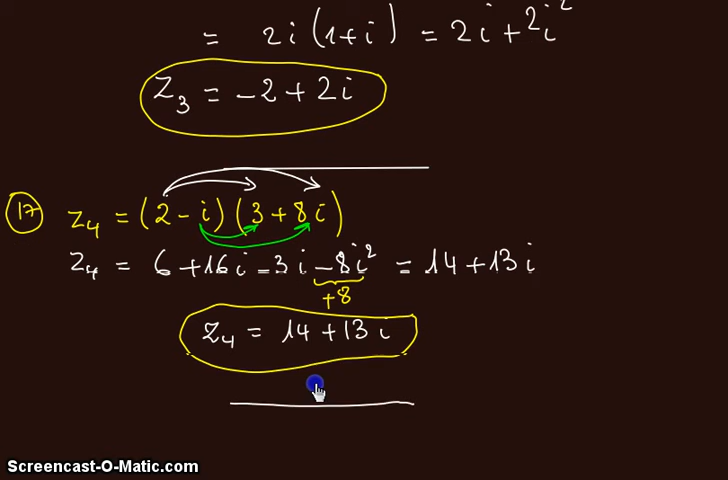 = 2i (1+i) = 2i + 2i²
Z₃ = -2 + 2i
17 Z₄ = (2 - i)(3 + 8i)
Z₄ = 6 + 16i - 3i - 8i² = 14 + 13i
+8
Z₄ = 14 + 13i
Screencast-O-Matic.com